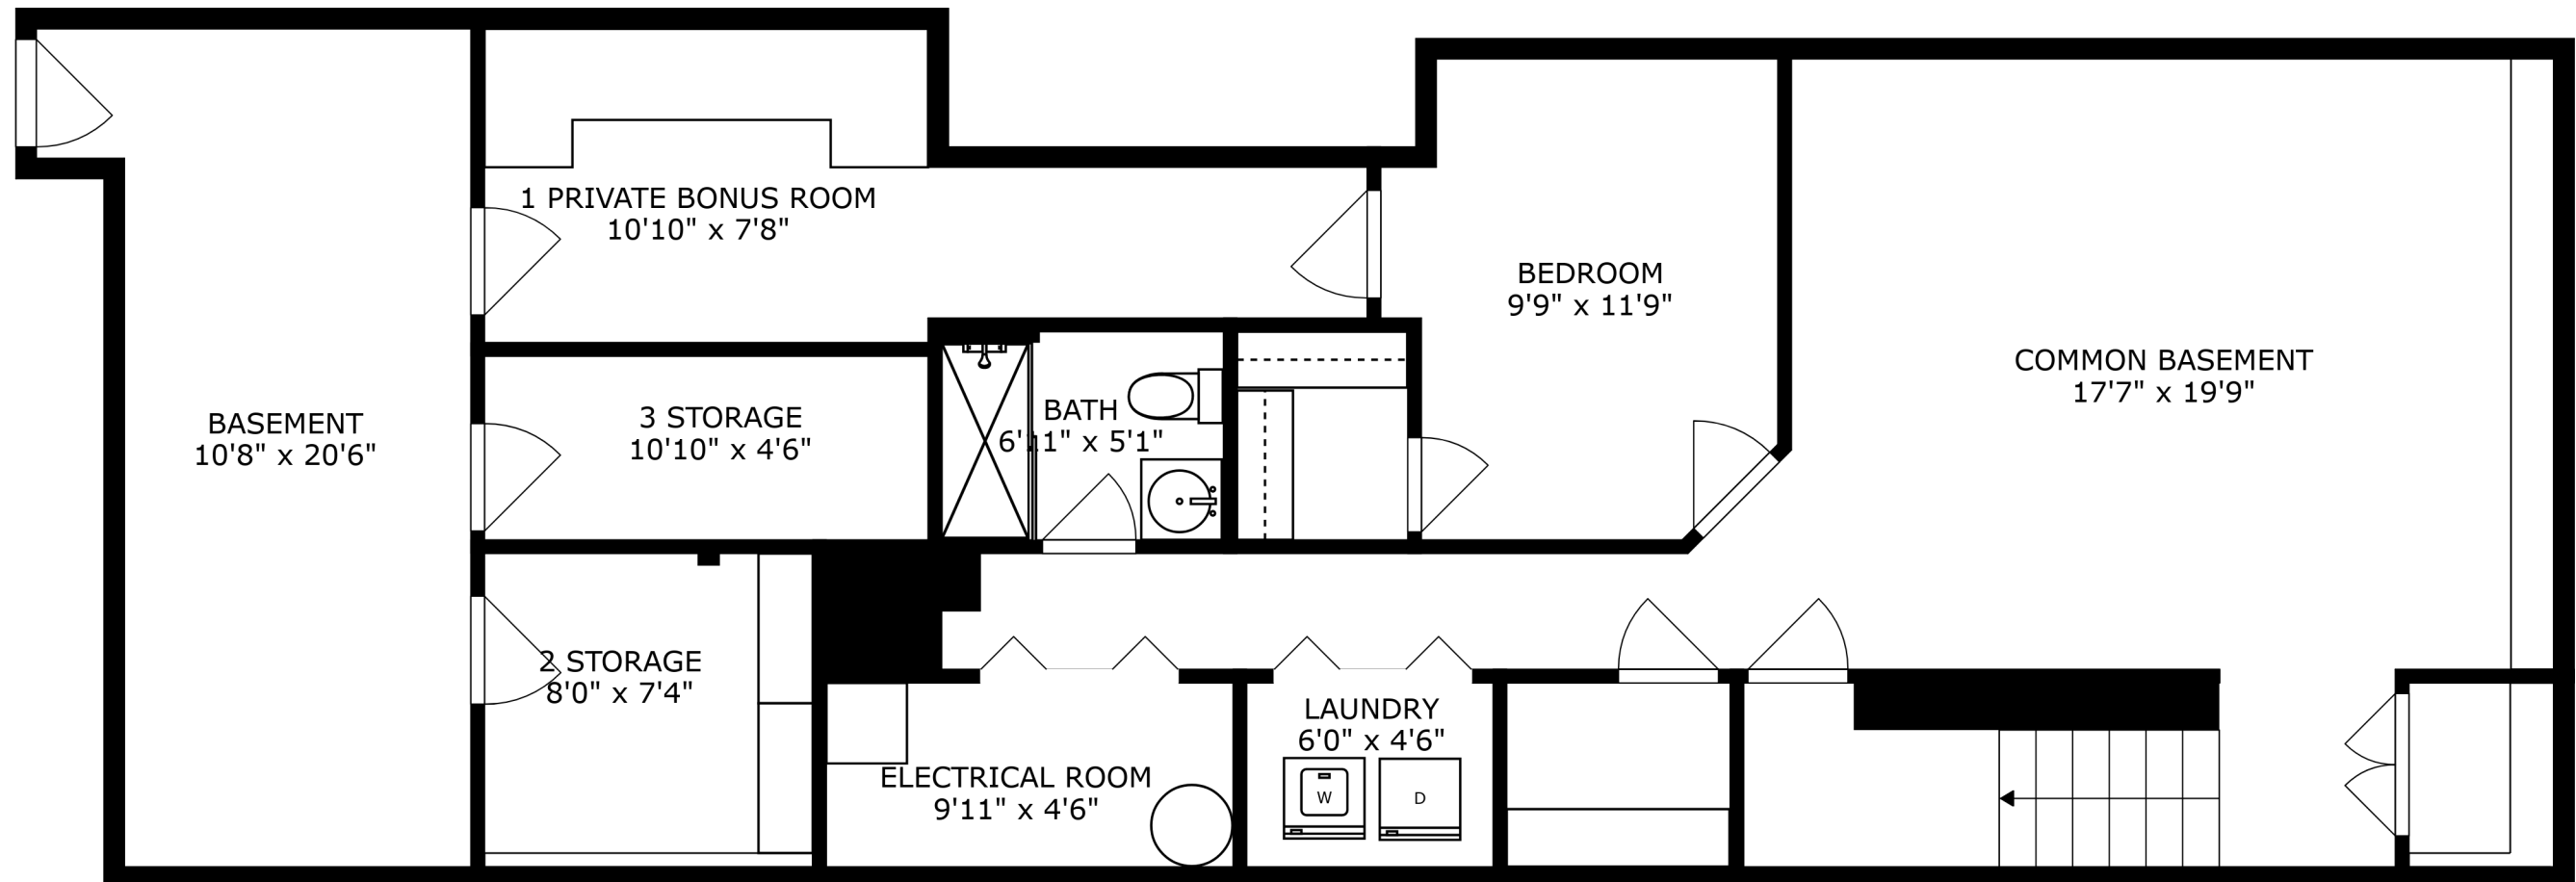 1 PRIVATE BONUS ROOM
10'10" x 7'8"
BEDROOM
9'9" x 11'9"
COMMON BASEMENT
17'7" x 19'9"
BASEMENT
10'8" x 20'6"
3 STORAGE
10'10" x 4'6"
BATH
6'11" x 5'1"
2 STORAGE
8'0" x 7'4"
ELECTRICAL ROOM
9'11" x 4'6"
LAUNDRY
6'0" x 4'6"
W
D